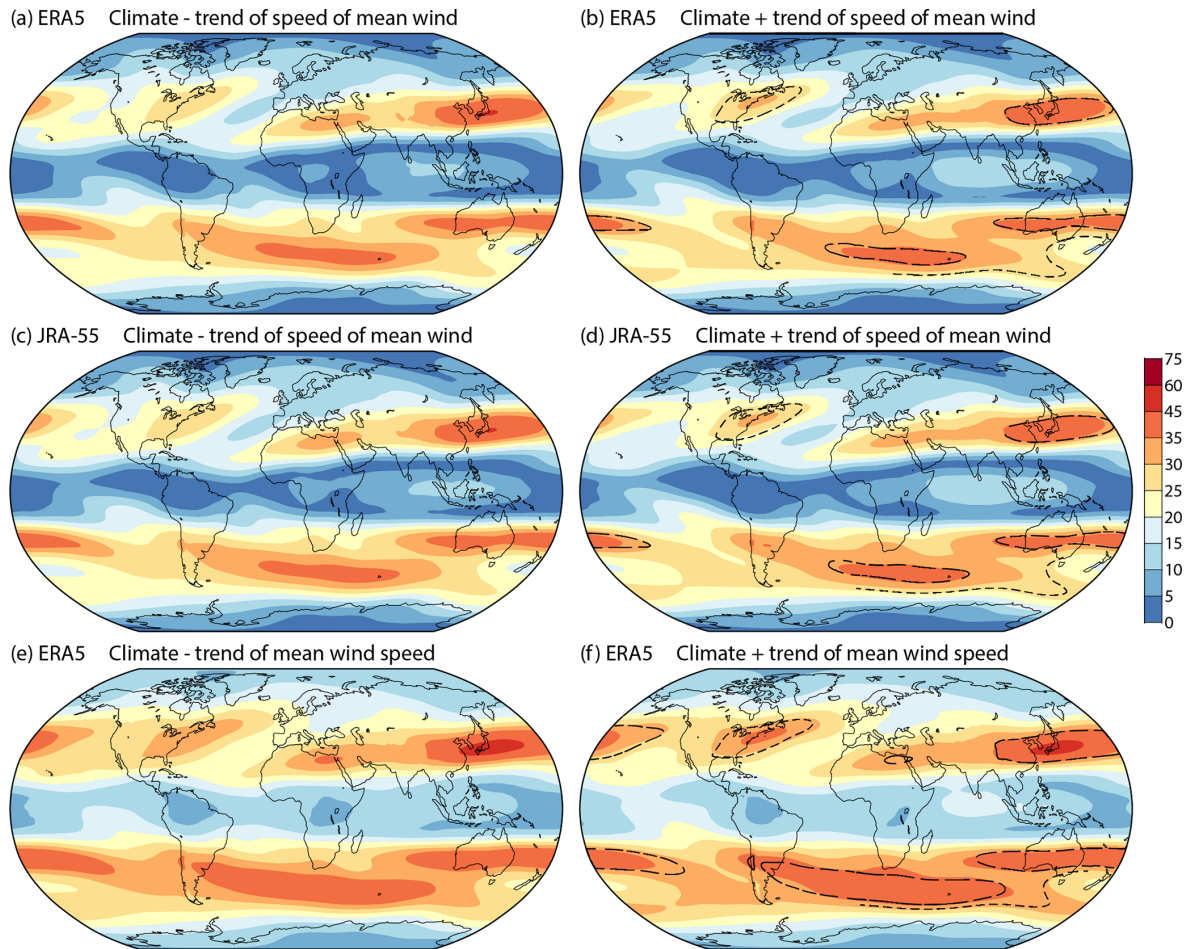 (a) ERA5 Climate - trend of speed of mean wind
(b) ERA5 Climate + trend of speed of mean wind
(c) JRA-55 Climate - trend of speed of mean wind
(d) JRA-55 Climate + trend of speed of mean wind
75
60
45
35
30
25
20
15
10
5
0
(e) ERA5 Climate - trend of mean wind speed
(f) ERA5 Climate + trend of mean wind speed